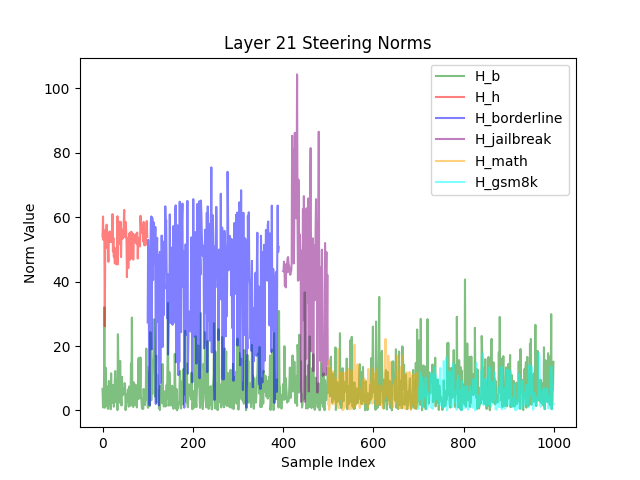 Layer 21 Steering Norms
Norm Value
100
80
60
40
20
0
H_b
H_h
H_borderline
H_jailbreak
H_math
H_gsm8k
0 200 400 600 800 1000
Sample Index